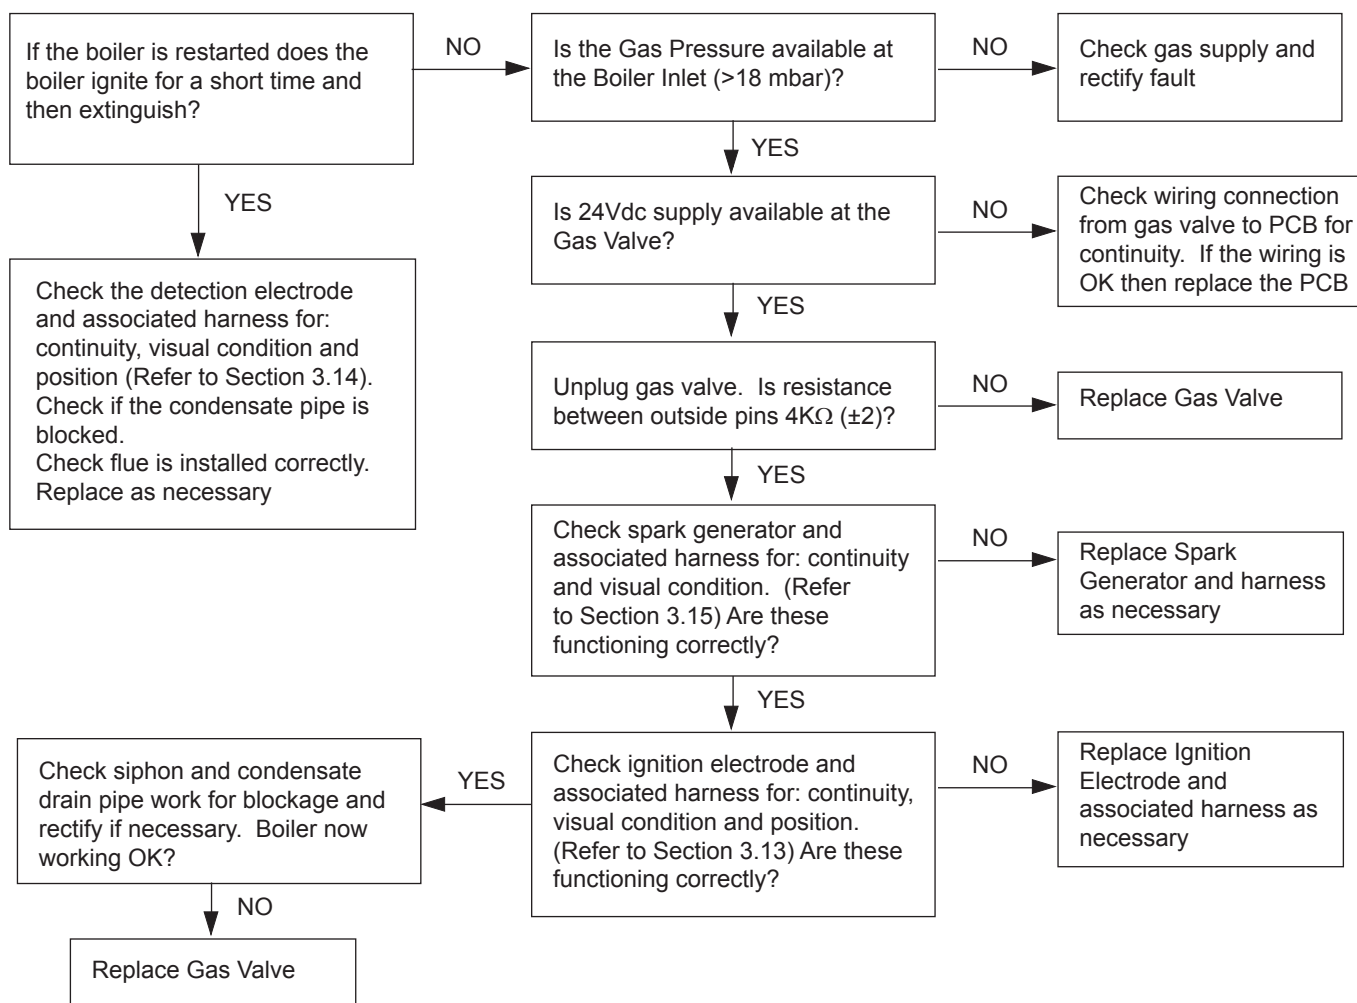 If the boiler is restarted does the
boiler ignite for a short time and
then extinguish?
NO
Is the Gas Pressure available at
the Boiler Inlet (>18 mbar)?
NO
Check gas supply and
rectify fault
YES
YES
Is 24Vdc supply available at the
Gas Valve?
NO
Check wiring connection
from gas valve to PCB for
continuity.  If the wiring is
OK then replace the PCB
Check the detection electrode
and associated harness for:
continuity, visual condition and
position (Refer to Section 3.14).
Check if the condensate pipe is
blocked.
Check flue is installed correctly.
Replace as necessary
YES
Unplug gas valve.  Is resistance
between outside pins 4KΩ (±2)?
NO
Replace Gas Valve
YES
Check spark generator and
associated harness for: continuity
and visual condition.  (Refer
to Section 3.15) Are these
functioning correctly?
NO
Replace Spark
Generator and harness
as necessary
YES
Check ignition electrode and
associated harness for: continuity,
visual condition and position.
(Refer to Section 3.13) Are these
functioning correctly?
NO
Replace Ignition
Electrode and
associated harness as
necessary
YES
Check siphon and condensate
drain pipe work for blockage and
rectify if necessary.  Boiler now
working OK?
NO
Replace Gas Valve